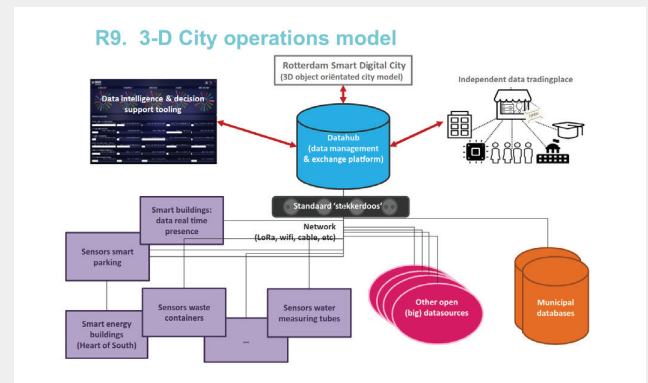 R9. 3-D City operations model
Rotterdam Smart Digital City
(3D object oriëntated city model)
Data intelligence & decision
support tooling
Independent data tradingplace
Datahub
(data management
& exchange platform)
Standaard 'stekkerdoos'
Network
(LoRa, wifi, cable, etc)
Smart buildings:
data real time
presence
Sensors smart
parking
Smart energy
buildings
(Heart of South)
Sensors waste
containers
...
Sensors water
measuring tubes
Other open
(big) datasources
Municipal
databases